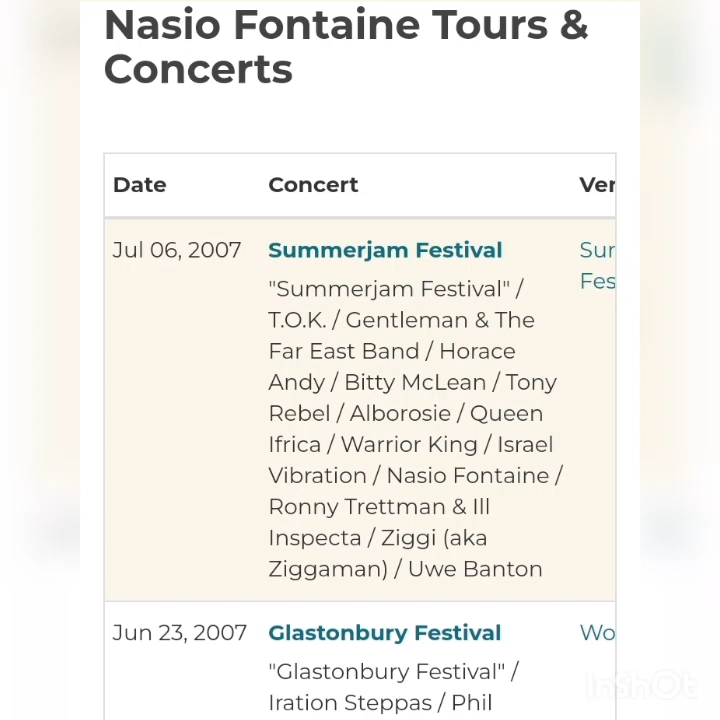 Nasio Fontaine Tours &
Concerts
Date Concert Ver
Jul 06, 2007 Summerjam Festival Sur
Fes
"Summerjam Festival" /
T.O.K. / Gentleman & The
Far East Band / Horace
Andy / Bitty McLean / Tony
Rebel / Alborosie / Queen
Ifrica / Warrior King / Israel
Vibration / Nasio Fontaine /
Ronny Trettman & Ill
Inspecta / Ziggi (aka
Ziggaman) / Uwe Banton
Jun 23, 2007 Glastonbury Festival Wo
"Glastonbury Festival" /
Iration Steppas / Phil
InShOt